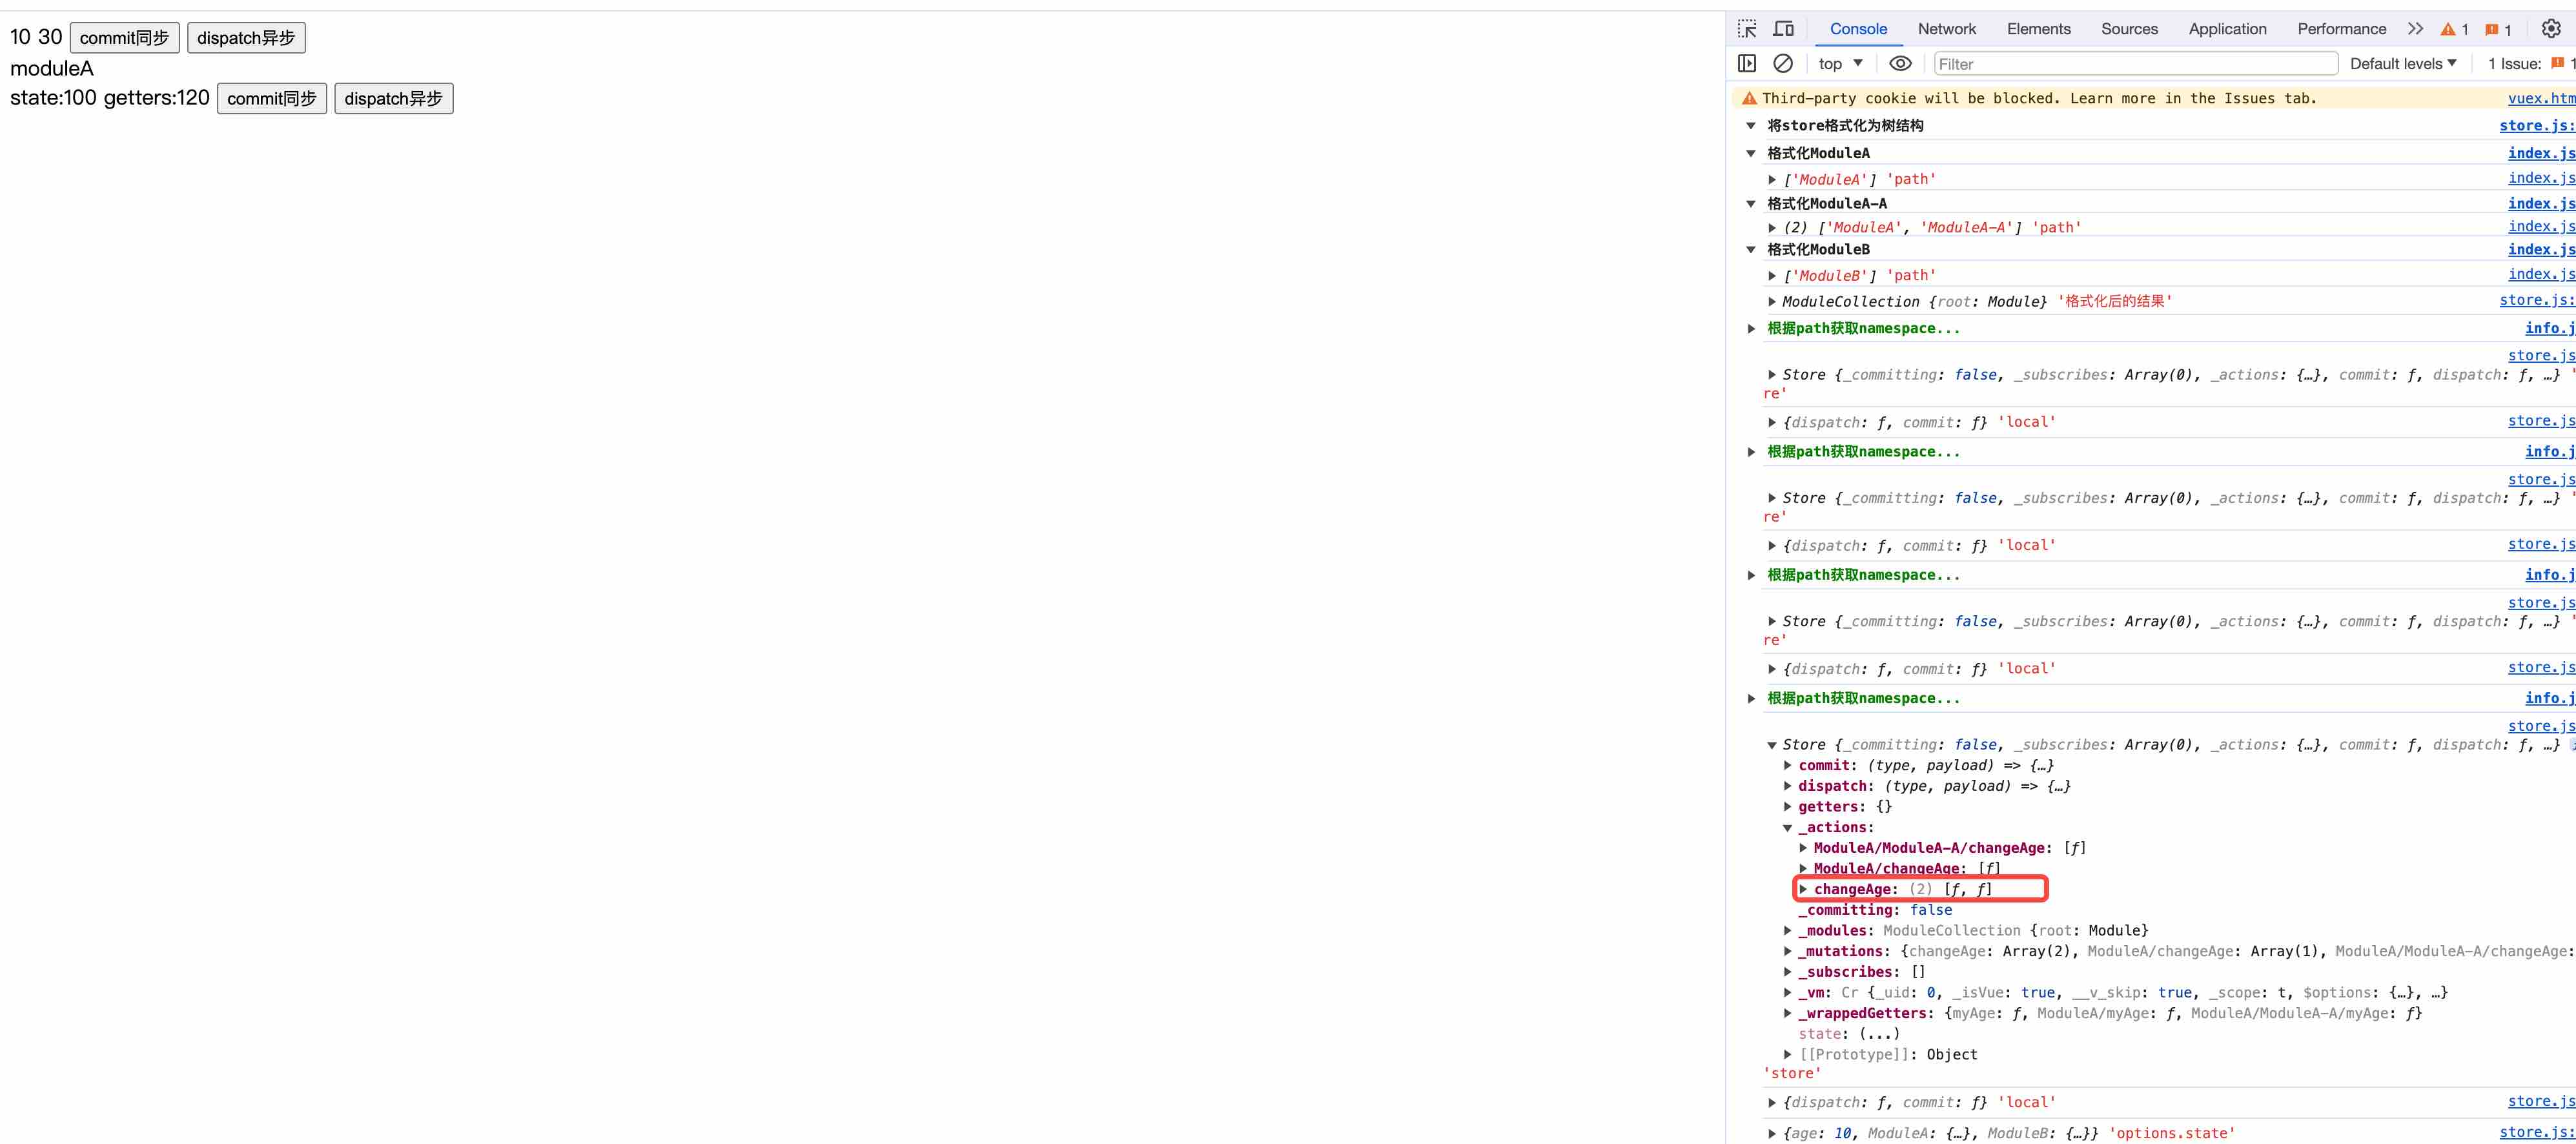 10 30 commit同步 dispatch异步
moduleA
state:100 getters:120 commit同步 dispatch异步
Console Network Elements Sources Application Performance 1 1
top Filter Default levels 1 Issue: 1
Third-party cookie will be blocked. Learn more in the Issues tab. vuex.htm
将store格式化为树结构 store.js:
格式化ModuleA index.js
['ModuleA'] 'path' index.js
格式化ModuleA-A index.js
(2) ['ModuleA', 'ModuleA-A'] 'path' index.js
格式化ModuleB index.js
['ModuleB'] 'path' index.js
ModuleCollection {root: Module} '格式化后的结果' store.js:
根据path获取namespace... info.j
store.js
Store {_committing: false, _subscribes: Array(0), _actions: {…}, commit: ƒ, dispatch: ƒ, …} '
re'
{dispatch: ƒ, commit: ƒ} 'local' store.js
根据path获取namespace... info.j
store.js
Store {_committing: false, _subscribes: Array(0), _actions: {…}, commit: ƒ, dispatch: ƒ, …} '
re'
{dispatch: ƒ, commit: ƒ} 'local' store.js
根据path获取namespace... info.j
store.js
Store {_committing: false, _subscribes: Array(0), _actions: {…}, commit: ƒ, dispatch: ƒ, …} '
re'
{dispatch: ƒ, commit: ƒ} 'local' store.js
根据path获取namespace... info.j
store.js
Store {_committing: false, _subscribes: Array(0), _actions: {…}, commit: ƒ, dispatch: ƒ, …}
commit: (type, payload) => {…}
dispatch: (type, payload) => {…}
getters: {}
_actions:
ModuleA/ModuleA-A/changeAge: [ƒ]
ModuleA/changeAge: [ƒ]
changeAge: (2) [ƒ, ƒ]
_committing: false
_modules: ModuleCollection {root: Module}
_mutations: {changeAge: Array(2), ModuleA/changeAge: Array(1), ModuleA/ModuleA-A/changeAge:
_subscribes: []
_vm: Cr {_uid: 0, _isVue: true, __v_skip: true, _scope: t, $options: {…}, …}
_wrappedGetters: {myAge: ƒ, ModuleA/myAge: ƒ, ModuleA/ModuleA-A/myAge: ƒ}
state: (...)
[[Prototype]]: Object
'store'
{dispatch: ƒ, commit: ƒ} 'local' store.js
{age: 10, ModuleA: {…}, ModuleB: {…}} 'options.state' store.js: